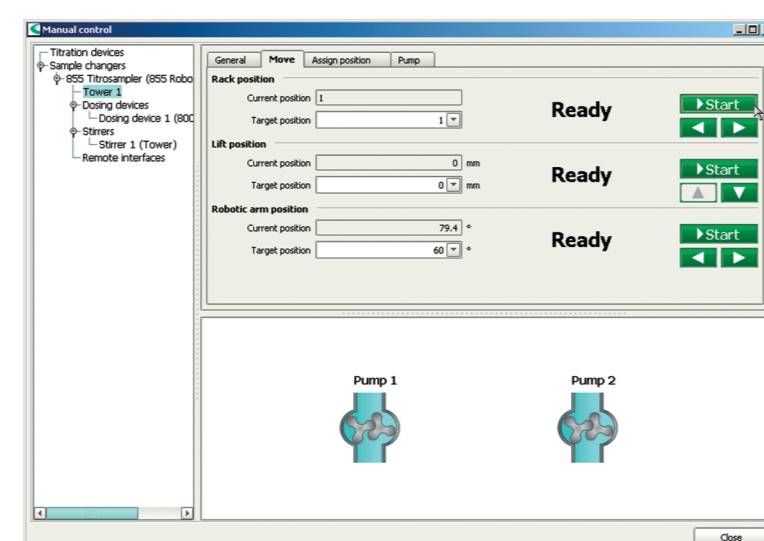 Manual control
Titration devices
Sample changers
855 Titrosampler (855 Robo
Tower 1
Dosing devices
Dosing device 1 (800
Stirrers
Stirrer 1 (Tower)
Remote interfaces
General Move Assign position Pump
Rack position
Current position 1
Target position 1
Ready
Start
Lift position
Current position 0 mm
Target position 0 mm
Ready
Start
Robotic arm position
Current position 79.4 °
Target position 60 °
Ready
Start
Pump 1 Pump 2
Close